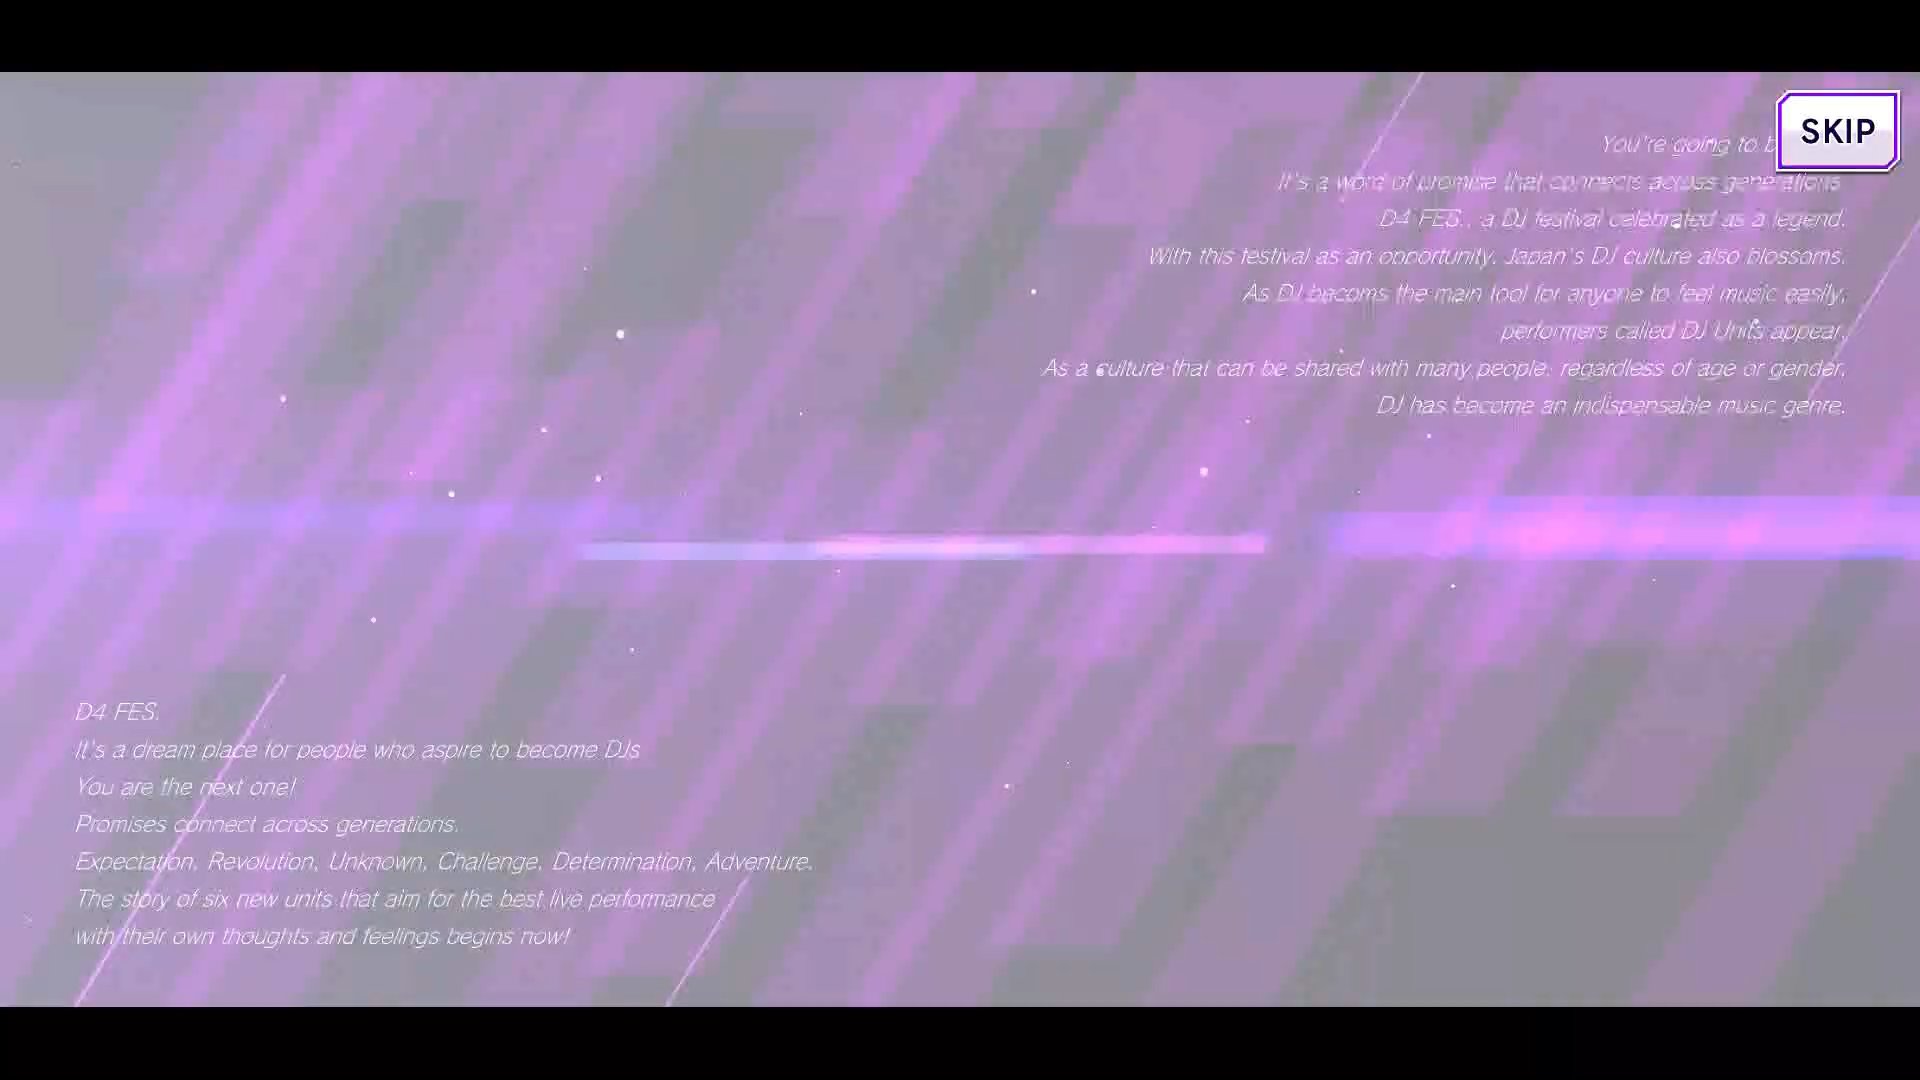 SKIP
You're going to
It's a word of promise that connects across generations.
D4 FES., a DJ festival celebrated as a legend.
With this festival as an opportunity, Japan's DJ culture also blossoms.
As DJ becoms the main tool for anyone to feel music easily,
performers called DJ Units appear.
As a culture that can be shared with many people, regardless of age or gender,
DJ has become an indispensable music genre.
D4 FES.
It's a dream place for people who aspire to become DJs
You are the next one!
Promises connect across generations.
Expectation, Revolution, Unknown, Challenge, Determination, Adventure.
The story of six new units that aim for the best live performance
with their own thoughts and feelings begins now!